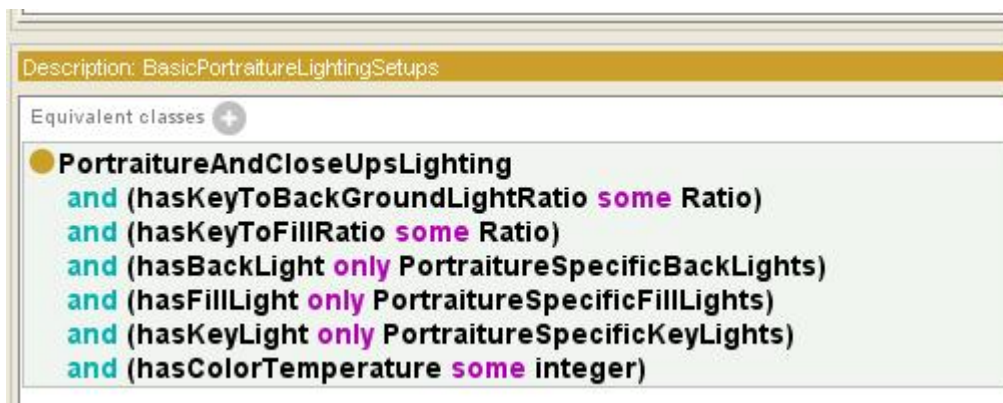 Description: BasicPortraitureLightingSetups
Equivalent classes
PortraitureAndCloseUpsLighting
and (hasKeyToBackGroundLightRatio some Ratio)
and (hasKeyToFillRatio some Ratio)
and (hasBackLight only PortraitureSpecificBackLights)
and (hasFillLight only PortraitureSpecificFillLights)
and (hasKeyLight only PortraitureSpecificKeyLights)
and (hasColorTemperature some integer)